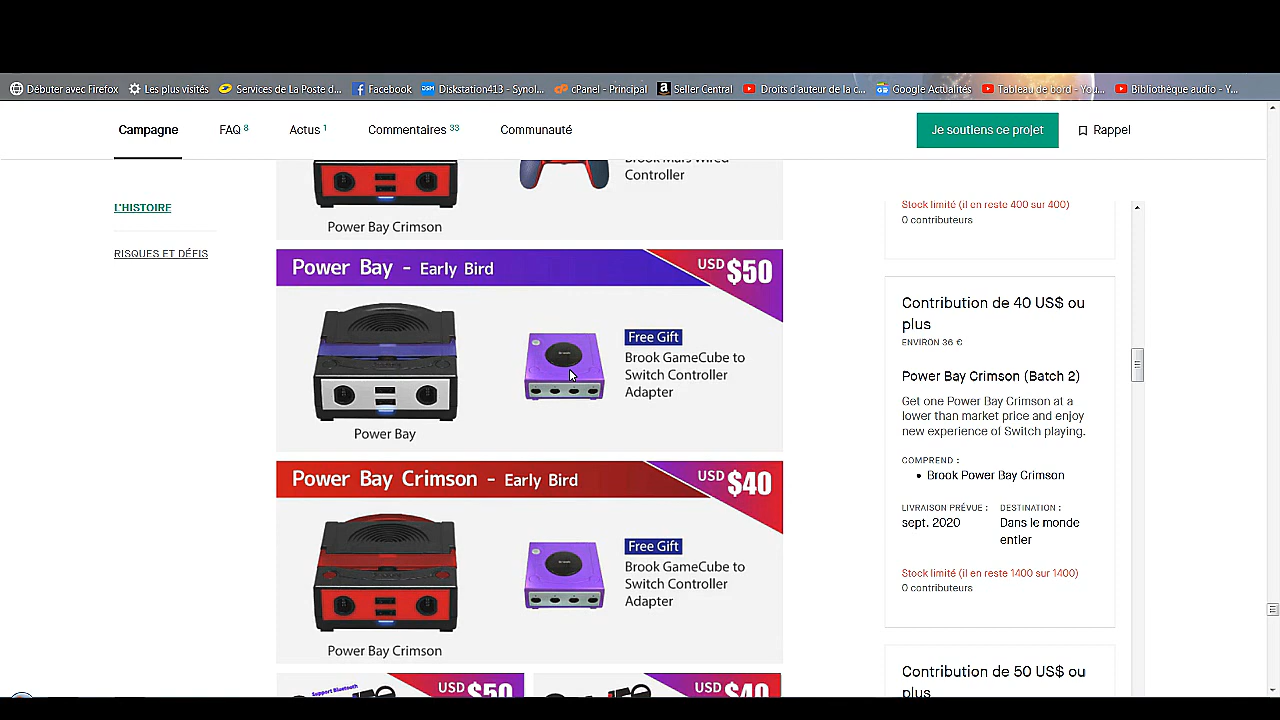 Débuter avec Firefox
Les plus visités
Services de la Poste d...
Facebook
Diskstation413 - Synol...
cPanel - Principal
Seller Central
Droits d'auteur de la c...
Google Actualités
Tableau de bord - You...
Bibliothèque audio - Y...
Campagne
FAQ 8
Actus 1
Commentaires 33
Communauté
Je soutiens ce projet
Rappel
L'HISTOIRE
RISQUES ET DÉFIS
Brook Mars Wired
Controller
Power Bay Crimson
Power Bay - Early Bird
USD $50
Free Gift
Brook GameCube to
Switch Controller
Adapter
Power Bay
Power Bay Crimson - Early Bird
USD $40
Free Gift
Brook GameCube to
Switch Controller
Adapter
Power Bay Crimson
Support Bluetooth
USD $50
USD $40
Stock limité (il en reste 400 sur 400)
0 contributeurs
Contribution de 40 US$ ou
plus
ENVIRON 36 €
Power Bay Crimson (Batch 2)
Get one Power Bay Crimson at a
lower than market price and enjoy
new experience of Switch playing.
COMPREND :
• Brook Power Bay Crimson
LIVRAISON PRÉVUE :
sept. 2020
DESTINATION :
Dans le monde
entier
Stock limité (il en reste 1400 sur 1400)
0 contributeurs
Contribution de 50 US$ ou
plus